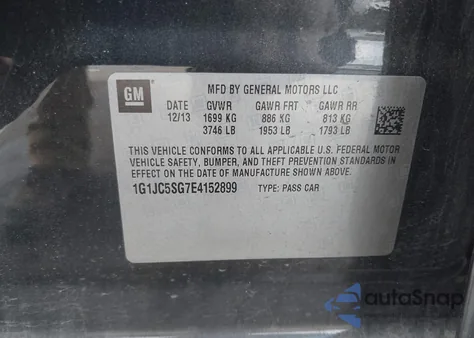 GM
MFD BY GENERAL MOTORS LLC
DATE GVWR GAWR FRT GAWR RR
12/13 1699 KG 886 KG 813 KG
3746 LB 1953 LB 1793 LB
THIS VEHICLE CONFORMS TO ALL APPLICABLE U.S. FEDERAL MOTOR
VEHICLE SAFETY, BUMPER, AND THEFT PREVENTION STANDARDS IN
EFFECT ON THE DATE OF MANUFACTURE SHOWN ABOVE.
1G1JC5SG7E4152899 TYPE: PASS CAR
autoSnap